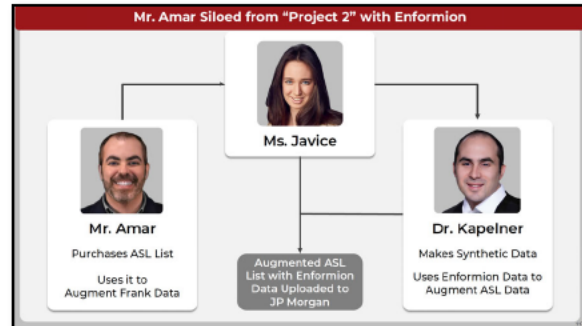 Mr. Amar Siloed from “Project 2” with Enformion
Ms. Javice
Mr. Amar
Purchases ASL List
Uses it to
Augment Frank Data
Augmented ASL
List with Enformion
Data Uploaded to
JP Morgan
Dr. Kapelner
Makes Synthetic Data
Uses Enformion Data to
Augment ASL Data